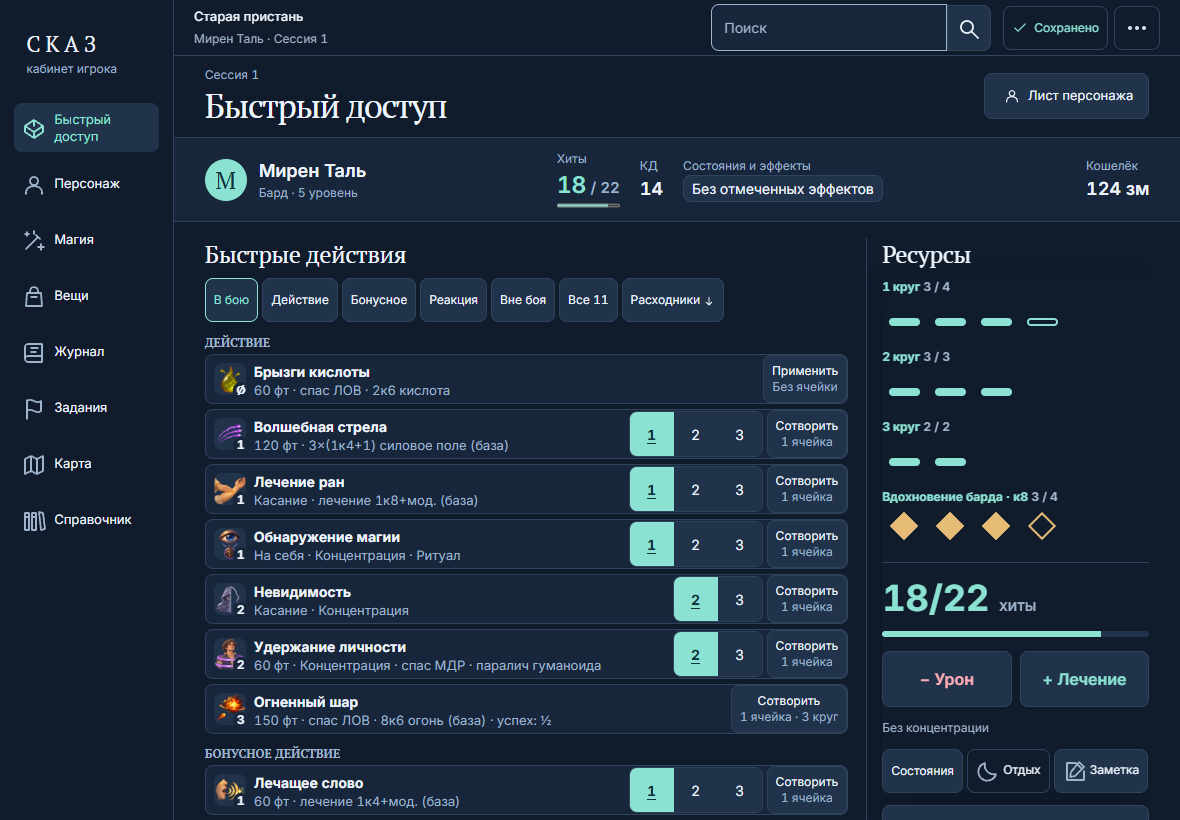 СКАЗ
кабинет игрока
Быстрый
доступ
Персонаж
Магия
Вещи
Журнал
Задания
Карта
Справочник
Старая пристань
Мирен Таль · Сессия 1
Поиск
Сохранено
Сессия 1
Быстрый доступ
Лист персонажа
М
Мирен Таль
Бард · 5 уровень
Хиты
18 / 22
КД
14
Состояния и эффекты
Без отмеченных эффектов
Кошелёк
124 зм
Быстрые действия
В бою
Действие
Бонусное
Реакция
Вне боя
Все 11
Расходники ↓
ДЕЙСТВИЕ
Ø
Брызги кислоты
60 фт · спас ЛОВ · 2к6 кислота
Применить
Без ячейки
1
Волшебная стрела
120 фт · 3×(1к4+1) силовое поле (база)
1 2 3
Сотворить
1 ячейка
1
Лечение ран
Касание · лечение 1к8+мод. (база)
1 2 3
Сотворить
1 ячейка
1
Обнаружение магии
На себя · Концентрация · Ритуал
1 2 3
Сотворить
1 ячейка
2
Невидимость
Касание · Концентрация
2 3
Сотворить
1 ячейка
2
Удержание личности
60 фт · Концентрация · спас МДР · паралич гуманоида
2 3
Сотворить
1 ячейка
3
Огненный шар
150 фт · спас ЛОВ · 8к6 огонь (база) · успех: ½
Сотворить
1 ячейка · 3 круг
БОНУСНОЕ ДЕЙСТВИЕ
1
Лечащее слово
60 фт · лечение 1к4+мод. (база)
1 2 3
Сотворить
1 ячейка
Ресурсы
1 круг 3 / 4
2 круг 3 / 3
3 круг 2 / 2
Вдохновение барда · к8 3 / 4
18/22 хиты
− Урон
+ Лечение
Без концентрации
Состояния
Отдых
Заметка